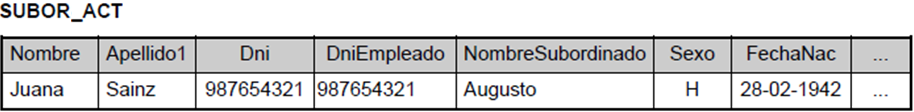 SUBOR_ACT
Nombre Apellido1 Dni DniEmpleado NombreSubordinado Sexo FechaNac ...
Juana Sainz 987654321 987654321 Augusto H 28-02-1942 ...